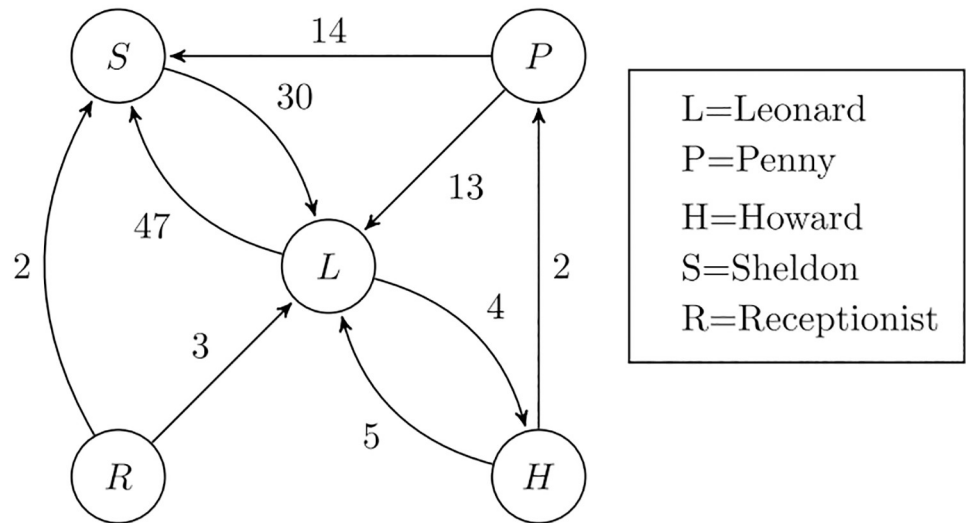 14
S
P
30
L=Leonard
P=Penny
13
H=Howard
47
2
L
2
S=Sheldon
4
R=Receptionist
3
5
R
H